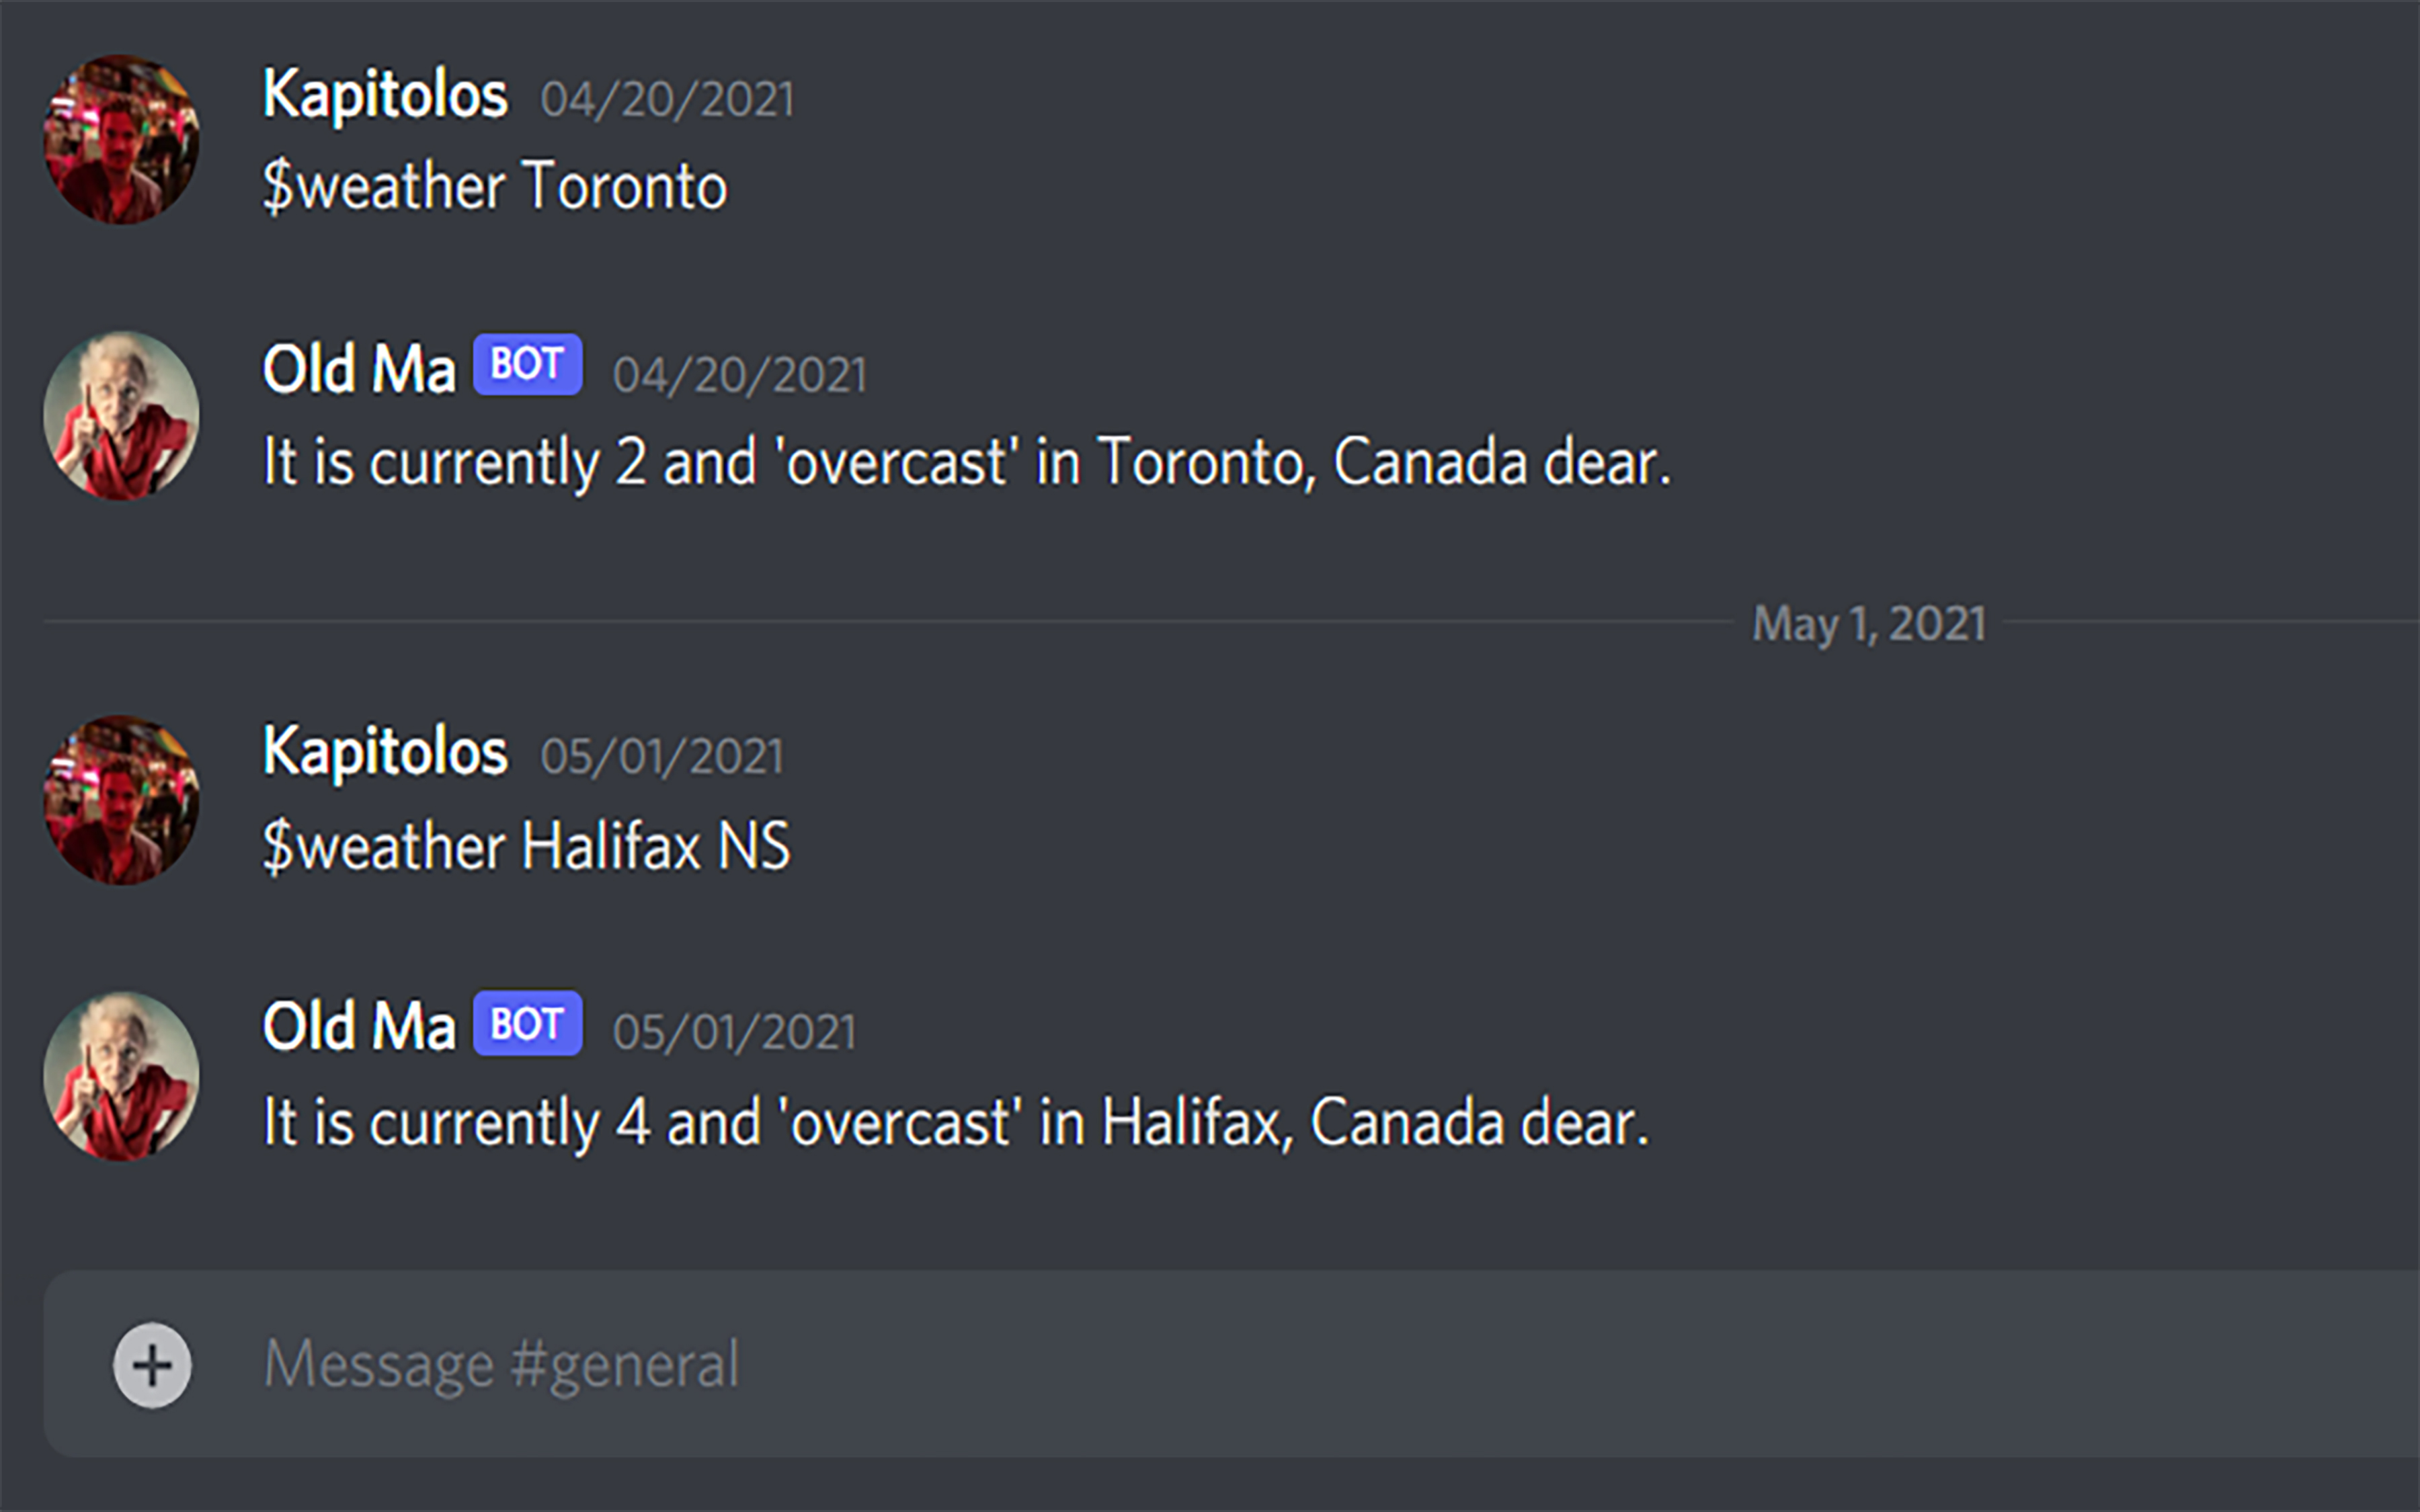 Kapitolos 04/20/2021
$weather Toronto
Old Ma BOT 04/20/2021
It is currently 2 and 'overcast' in Toronto, Canada dear.
May 1, 2021
Kapitolos 05/01/2021
$weather Halifax NS
Old Ma BOT 05/01/2021
It is currently 4 and 'overcast' in Halifax, Canada dear.
Message #general